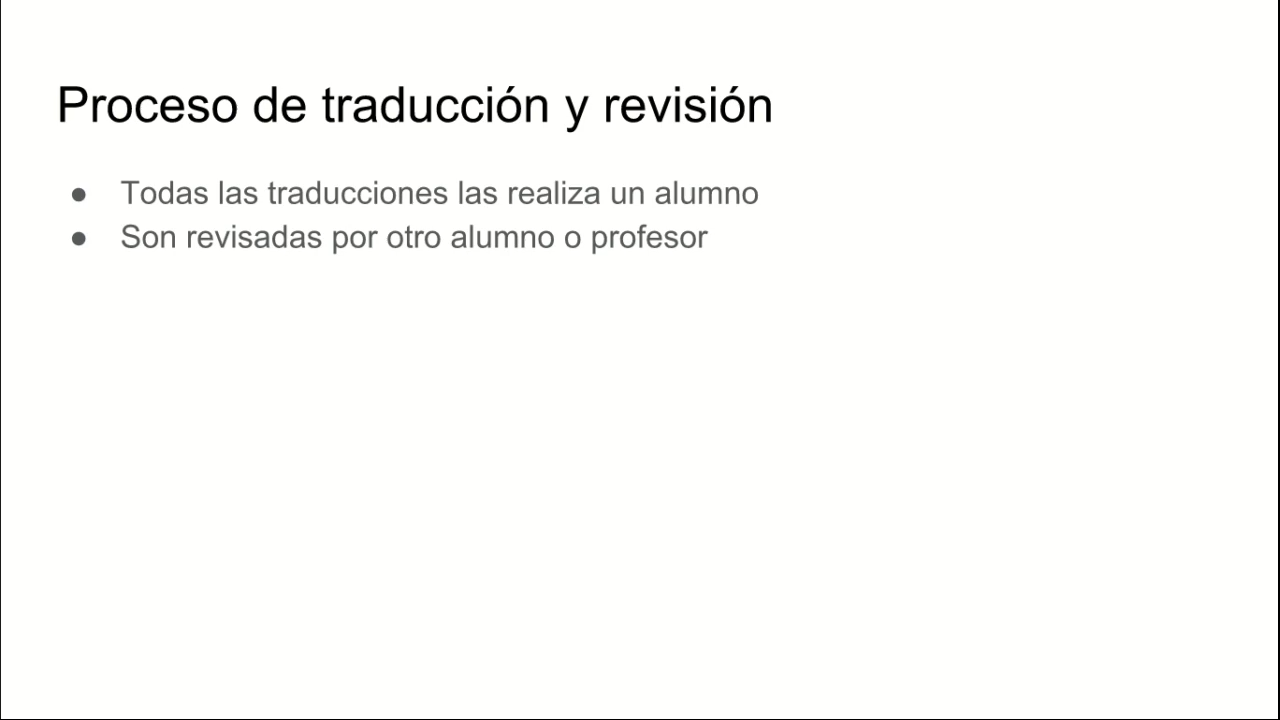 Proceso de traducción y revisión
● Todas las traducciones las realiza un alumno
● Son revisadas por otro alumno o profesor